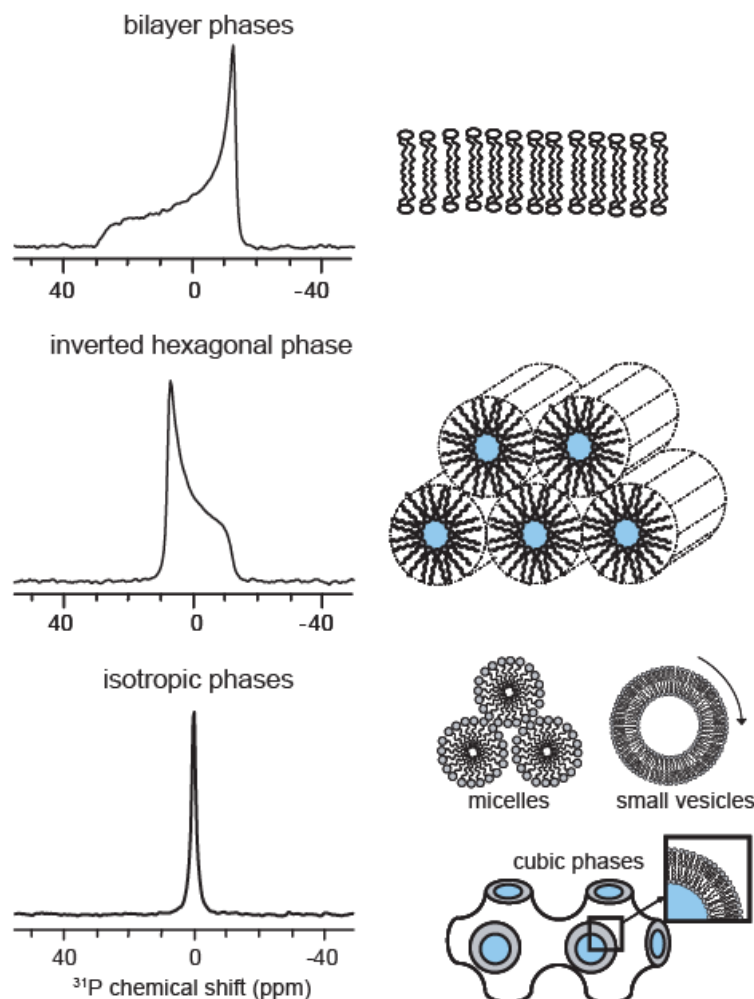 bilayer phases
40 0 -40
inverted hexagonal phase
40 0 -40
isotropic phases
micelles small vesicles
cubic phases
40 0 -40
³¹P chemical shift (ppm)